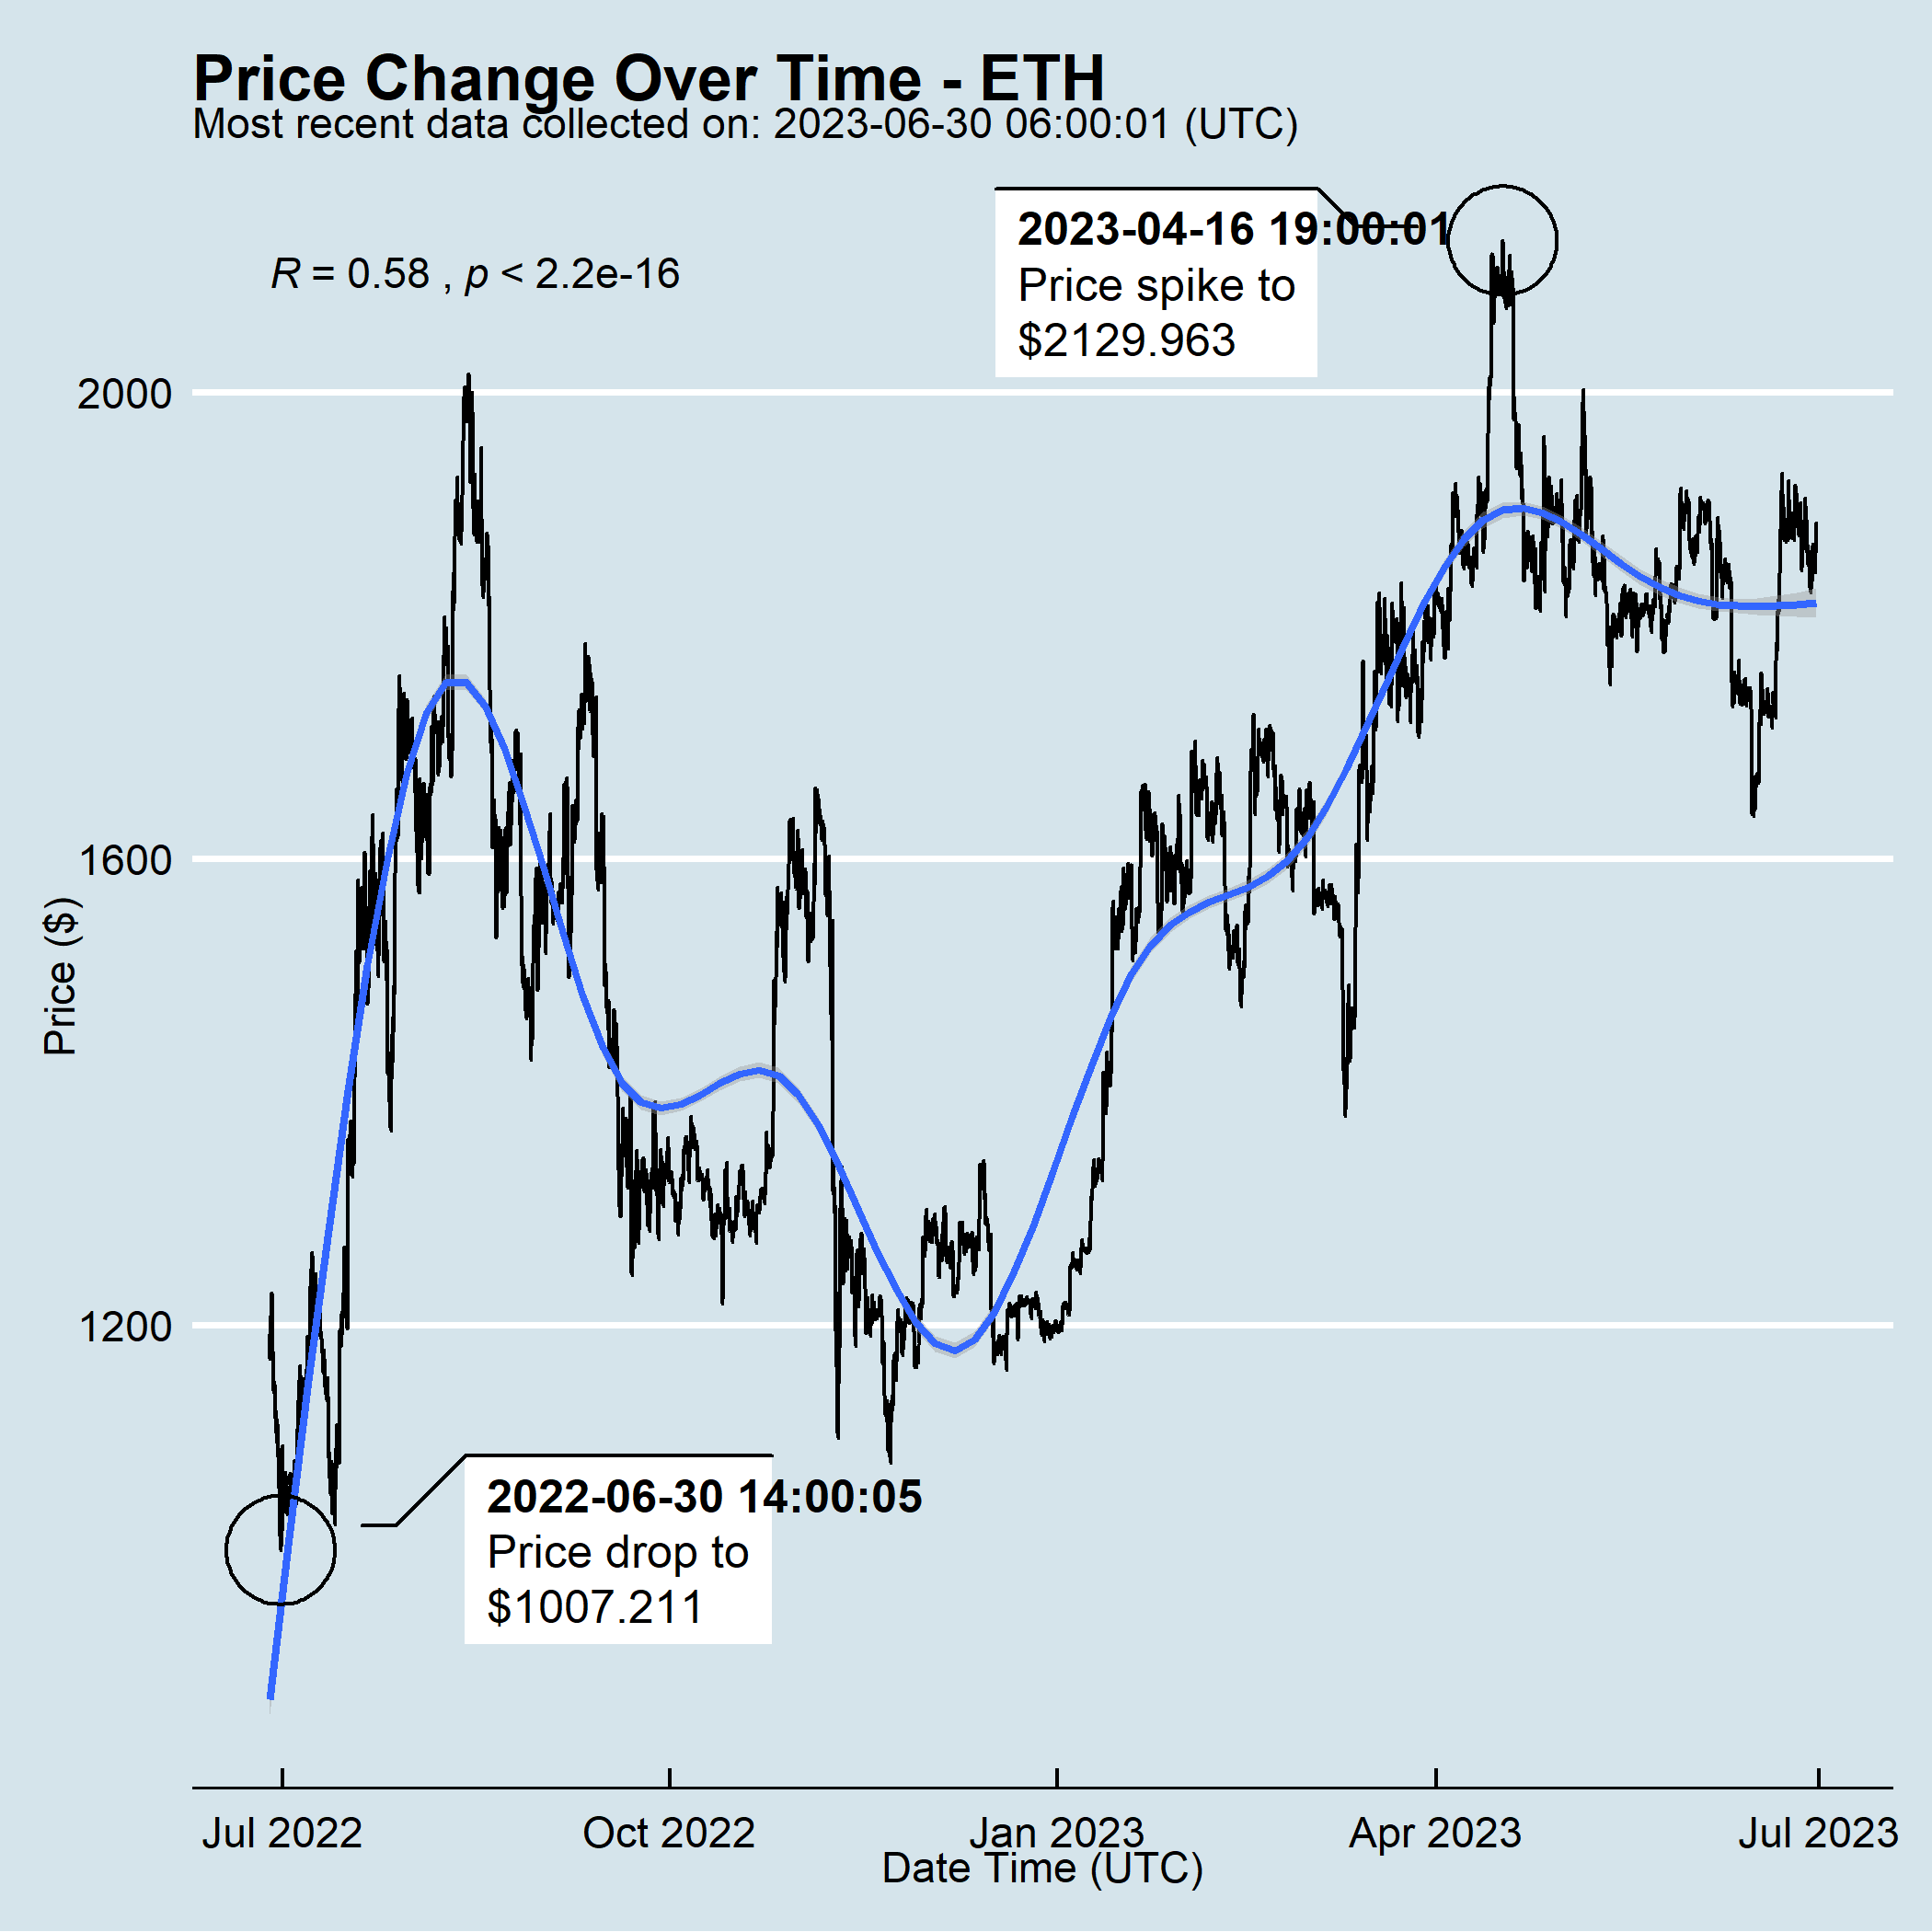 Price Change Over Time - ETH
Most recent data collected on: 2023-06-30 06:00:01 (UTC)
R = 0.58 , p < 2.2e-16
2023-04-16 19:00:01
Price spike to
$2129.963
2000
1600
1200
Price ($)
2022-06-30 14:00:05
Price drop to
$1007.211
Jul 2022
Oct 2022
Jan 2023
Apr 2023
Jul 2023
Date Time (UTC)